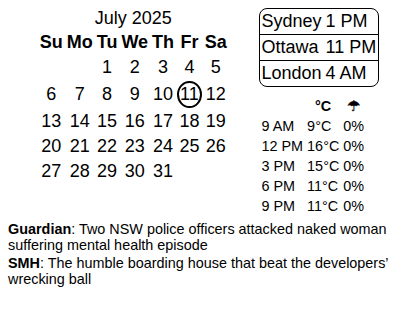 July 2025
Su Mo Tu We Th Fr Sa
1 2 3 4 5
6 7 8 9 10 11 12
13 14 15 16 17 18 19
20 21 22 23 24 25 26
27 28 29 30 31
Sydney 1 PM
Ottawa 11 PM
London 4 AM
°C ☂
9 AM 9°C 0%
12 PM 16°C 0%
3 PM 15°C 0%
6 PM 11°C 0%
9 PM 11°C 0%
Guardian: Two NSW police officers attacked naked woman
suffering mental health episode
SMH: The humble boarding house that beat the developers’
wrecking ball